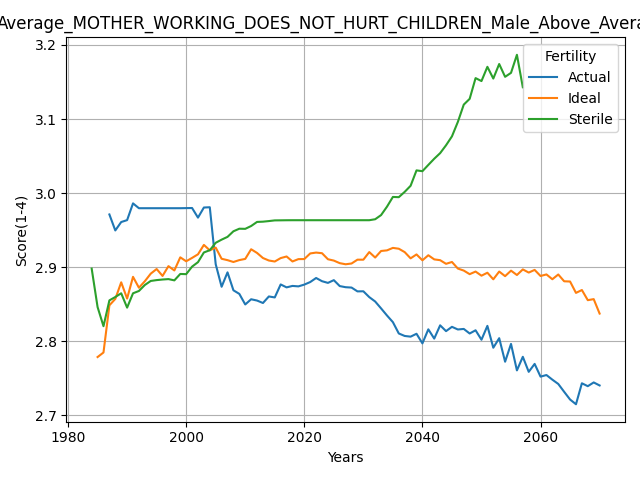 Average_MOTHER_WORKING_DOES_NOT_HURT_CHILDREN_Male_Above_Avera
3.2
3.1
3.0
2.9
2.8
2.7
Score(1-4)
Fertility
Actual
Ideal
Sterile
1980
2000
2020
2040
2060
Years